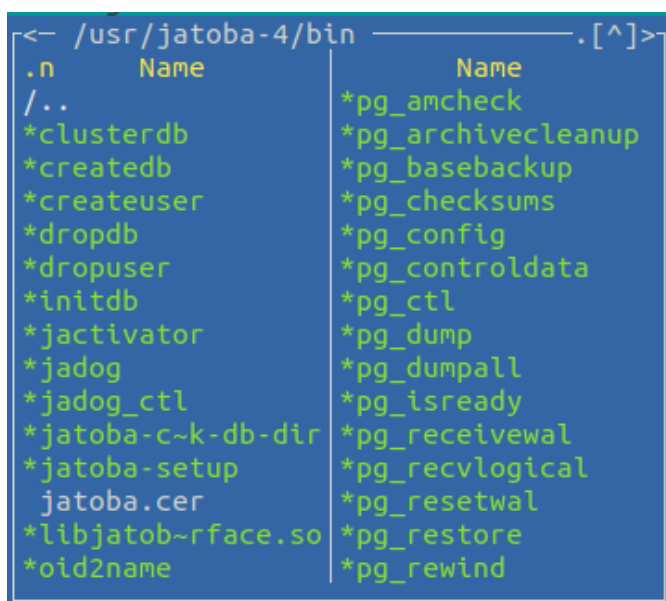 <─ /usr/jatoba-4/bin ─.[^]>
.n Name
/..
*clusterdb
*createdb
*createuser
*dropdb
*dropuser
*initdb
*jactivator
*jadog
*jadog_ctl
*jatoba-c~k-db-dir
*jatoba-setup
jatoba.cer
*libjatob~rface.so
*oid2name
Name
*pg_amcheck
*pg_archivecleanup
*pg_basebackup
*pg_checksums
*pg_config
*pg_controldata
*pg_ctl
*pg_dump
*pg_dumpall
*pg_isready
*pg_receivewal
*pg_recvlogical
*pg_resetwal
*pg_restore
*pg_rewind